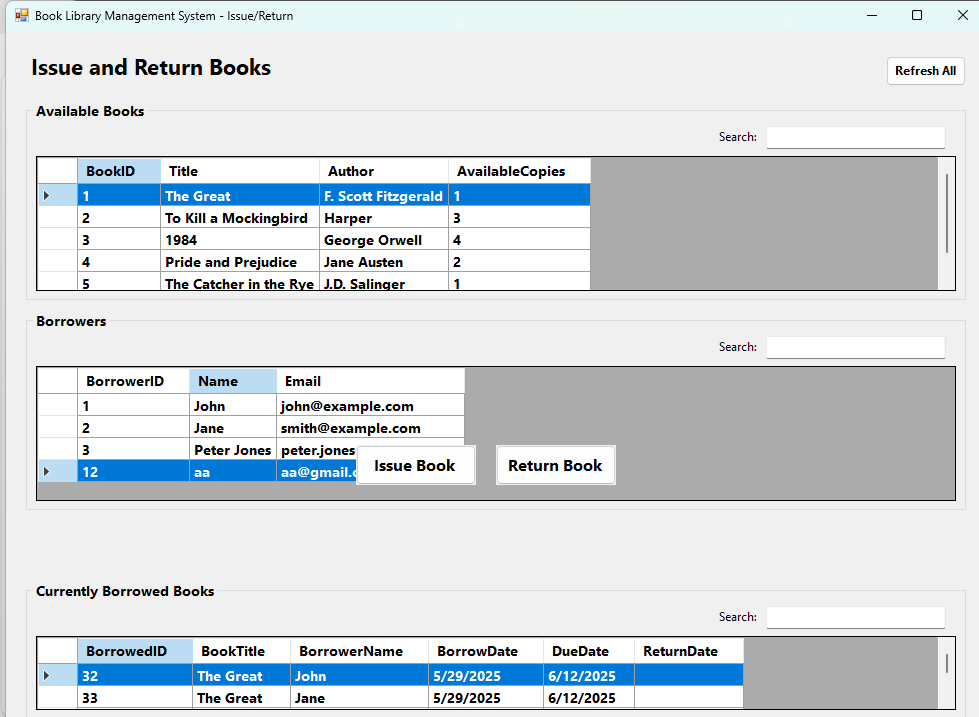 Book Library Management System - Issue/Return
Issue and Return Books
Refresh All
Available Books
Search:
BookID Title Author AvailableCopies
1 The Great F. Scott Fitzgerald 1
2 To Kill a Mockingbird Harper 3
3 1984 George Orwell 4
4 Pride and Prejudice Jane Austen 2
5 The Catcher in the Rye J.D. Salinger 1
Borrowers
Search:
BorrowerID Name Email
1 John john@example.com
2 Jane smith@example.com
3 Peter Jones peter.jones
12 aa aa@gmail.c
Issue Book Return Book
Currently Borrowed Books
Search:
BorrowedID BookTitle BorrowerName BorrowDate DueDate ReturnDate
32 The Great John 5/29/2025 6/12/2025
33 The Great Jane 5/29/2025 6/12/2025